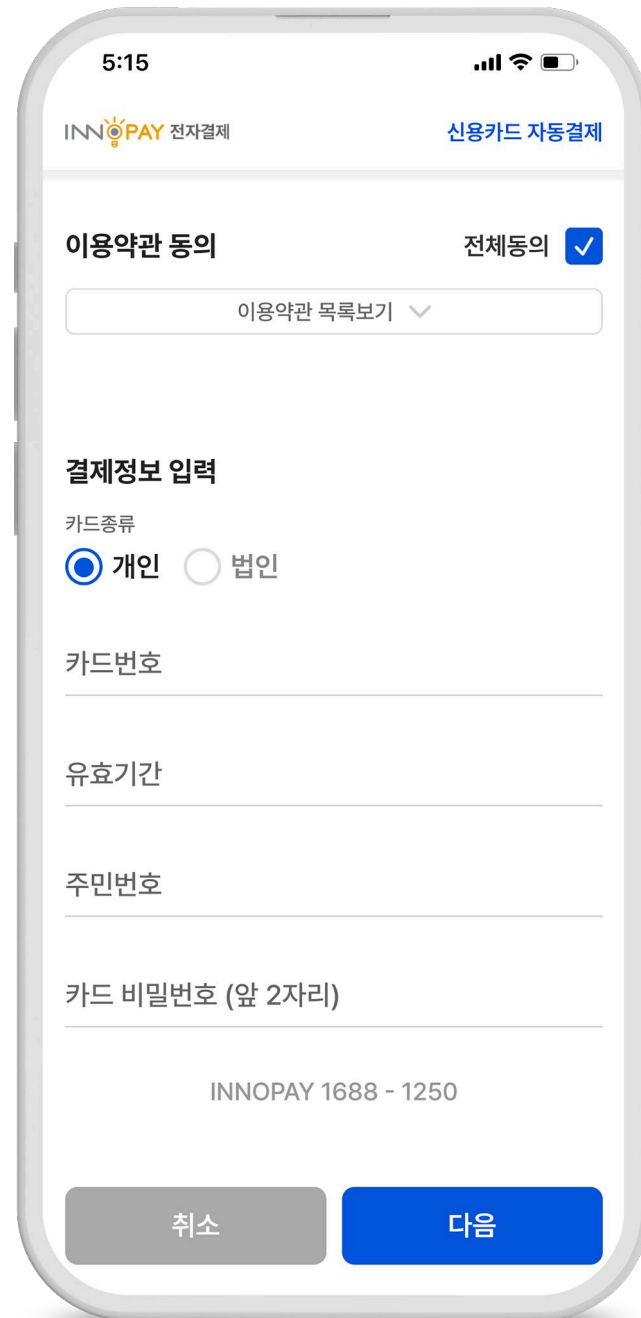 5:15
INNOPAY 전자결제 신용카드 자동결제
이용약관 동의 전체동의
이용약관 목록보기
결제정보 입력
카드종류
개인 법인
카드번호
유효기간
주민번호
카드 비밀번호 (앞 2자리)
INNOPAY 1688 - 1250
취소 다음